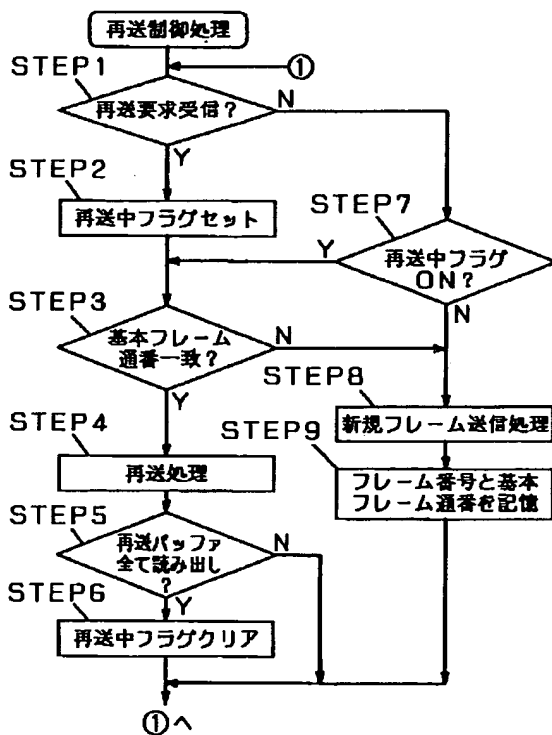 再送制御処理
①
STEP1
再送要求受信?
N
Y
STEP2
再送中フラグセット
STEP7
再送中フラグ
ON?
Y
N
STEP3
基本フレーム
通番一致?
N
Y
STEP8
新規フレーム送信処理
STEP4
再送処理
STEP9
フレーム番号と基本
フレーム通番を記憶
STEP5
再送バッファ
全て読み出し
?
N
Y
STEP6
再送中フラグクリア
①へ